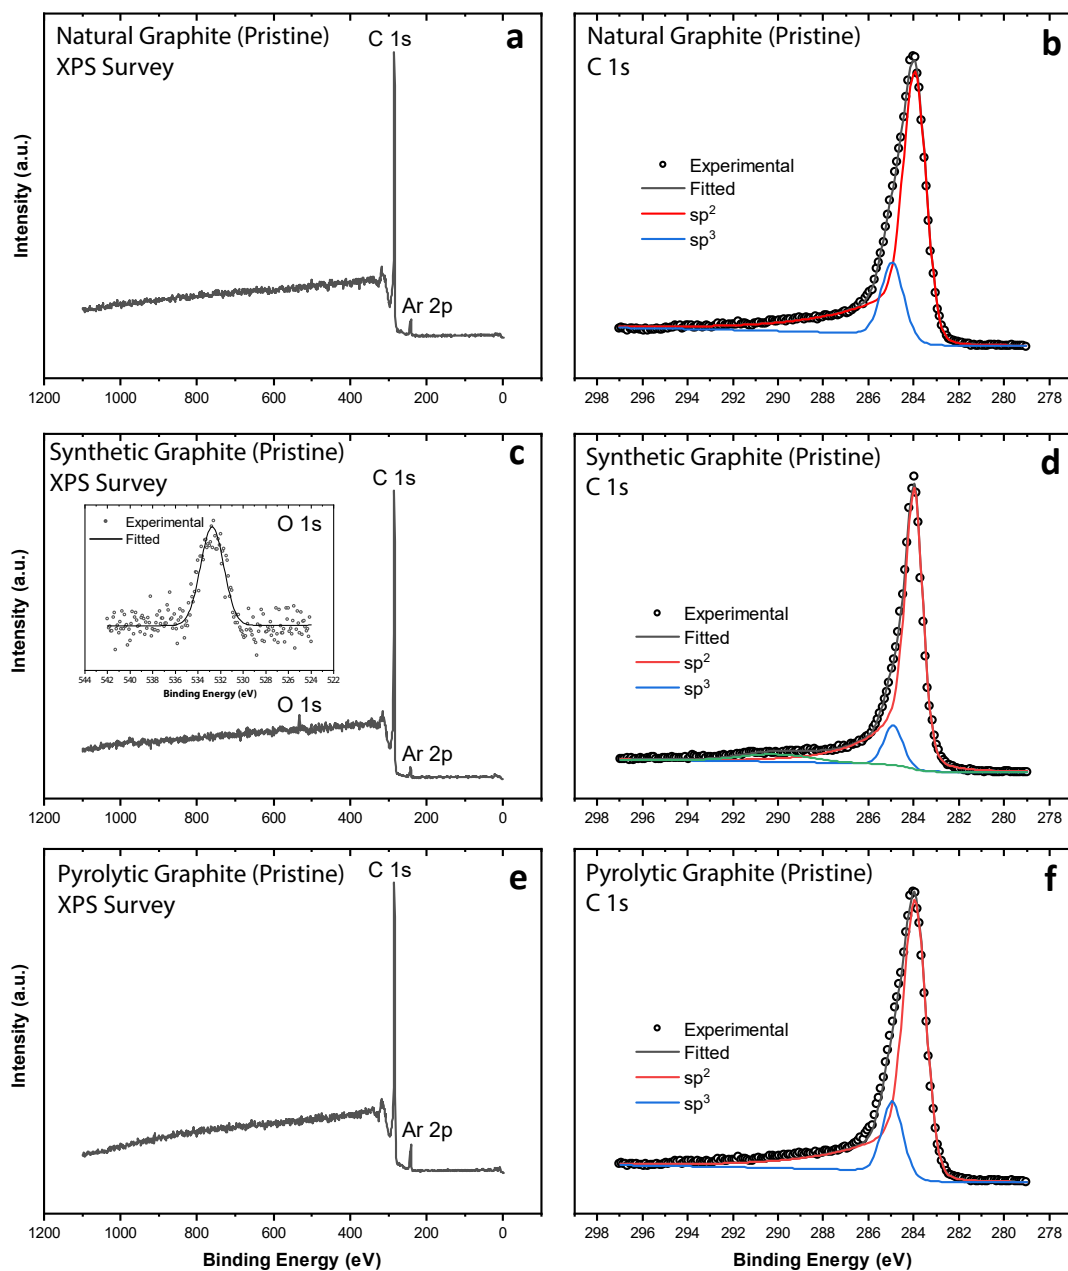 Natural Graphite (Pristine)
XPS Survey
C 1s
a
Ar 2p
Intensity (a.u.)
1200 1000 800 600 400 200 0
Natural Graphite (Pristine)
C 1s
b
Experimental
Fitted
sp²
sp³
298 296 294 292 290 288 286 284 282 280 278
Synthetic Graphite (Pristine)
XPS Survey
C 1s
c
Experimental
Fitted
O 1s
544 542 540 538 536 534 532 530 528 526 524 522
Binding Energy (eV)
O 1s
Ar 2p
Intensity (a.u.)
1200 1000 800 600 400 200 0
Synthetic Graphite (Pristine)
C 1s
d
Experimental
Fitted
sp²
sp³
298 296 294 292 290 288 286 284 282 280 278
Pyrolytic Graphite (Pristine)
XPS Survey
C 1s
e
Ar 2p
Intensity (a.u.)
1200 1000 800 600 400 200 0
Binding Energy (eV)
Pyrolytic Graphite (Pristine)
C 1s
f
Experimental
Fitted
sp²
sp³
298 296 294 292 290 288 286 284 282 280 278
Binding Energy (eV)